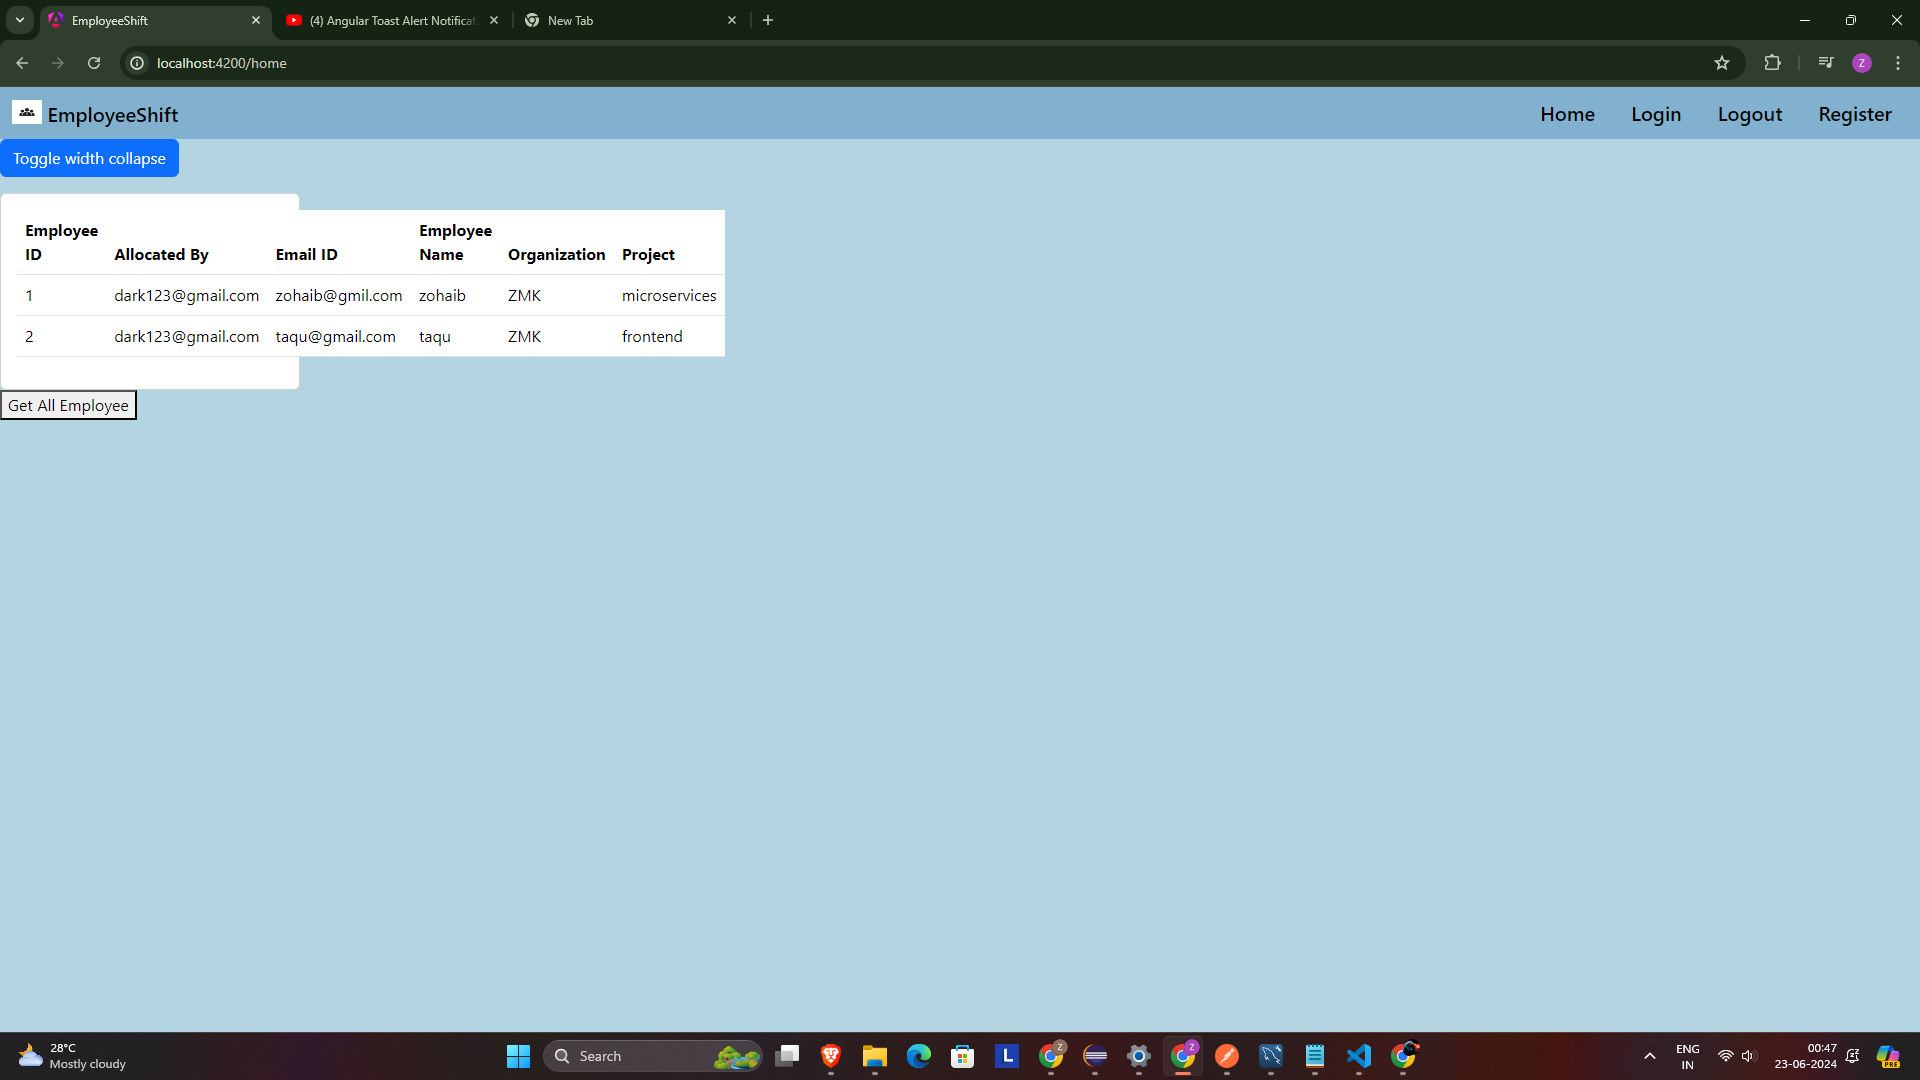 EmployeeShift
(4) Angular Toast Alert Notificat
New Tab
localhost:4200/home
Z
EmployeeShift
Home
Login
Logout
Register
Toggle width collapse
Employee ID
Allocated By
Email ID
Employee Name
Organization
Project
1
dark123@gmail.com
zohaib@gmil.com
zohaib
ZMK
microservices
2
dark123@gmail.com
taqu@gmail.com
taqu
ZMK
frontend
Get All Employee
28°C
Mostly cloudy
Search
L
Z
Z
ENG
IN
00:47
23-06-2024
PRE